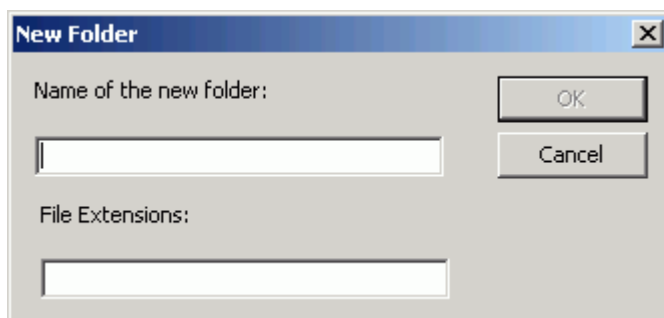 New Folder
Name of the new folder:
OK
Cancel
File Extensions: